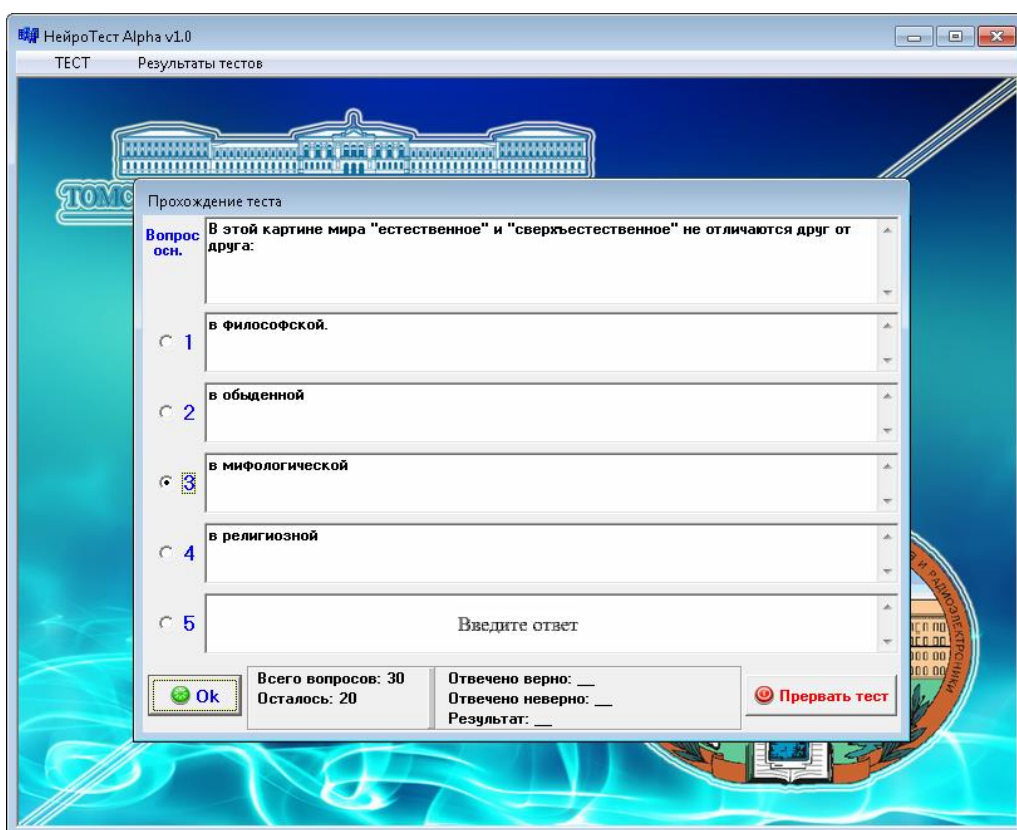 НейроТест Alpha v1.0
ТЕСТ Результаты тестов
Прохождение теста
Вопрос осн.
В этой картине мира "естественное" и "сверхъестественное" не отличаются друг от
друга:
1 в философской.
2 в обыденной
3 в мифологической
4 в религиозной
5 Введите ответ
Ok
Всего вопросов: 30
Осталось: 20
Отвечено верно: __
Отвечено неверно: __
Результат: __
Прервать тест
И РАДИОЭЛЕКТРОНИКИ